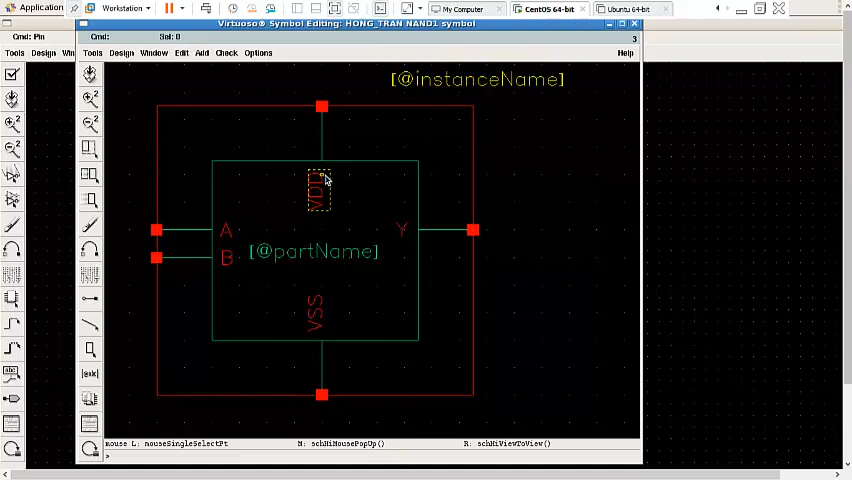 Application
Workstation
My Computer
CentOS 64-bit
Ubuntu 64-bit
Virtuoso® Symbol Editing: HONG_TRAN NAND1 symbol
Cmd: Pin
Cmd: Sel: 0
3
Tools Design
Tools Design Window Edit Add Check Options Help
[@instanceName]
VDD
A
Y
[@partName]
B
VSS
mouse L: mouseSingleSelectPt M: schHiMousePopUp() R: schHiViewToView()
>